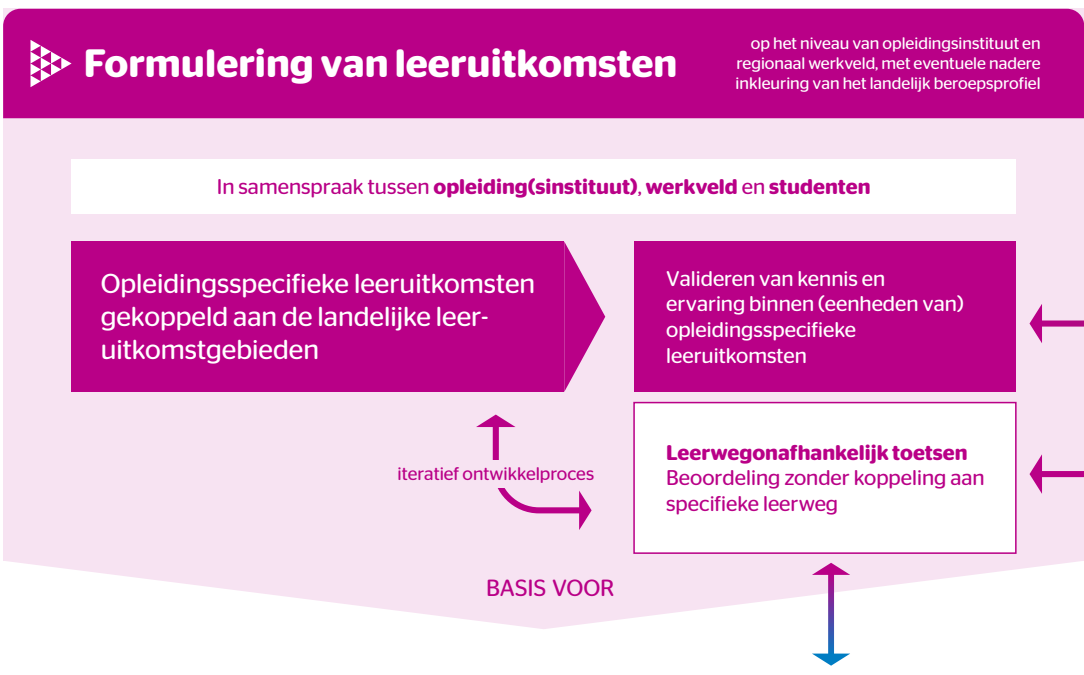 Formulering van leeruitkomsten
op het niveau van opleidingsinstituut en
regionaal werkveld, met eventuele nadere
inkleuring van het landelijk beroepsprofiel
In samenspraak tussen opleiding(sinstituut), werkveld en studenten
Opleidingsspecifieke leeruitkomsten
gekoppeld aan de landelijke leer-
uitkomstgebieden
Valideren van kennis en
ervaring binnen (eenheden van)
opleidingsspecifieke
leeruitkomsten
iteratief ontwikkelproces
Leerwegonafhankelijk toetsen
Beoordeling zonder koppeling aan
specifieke leerweg
BASIS VOOR